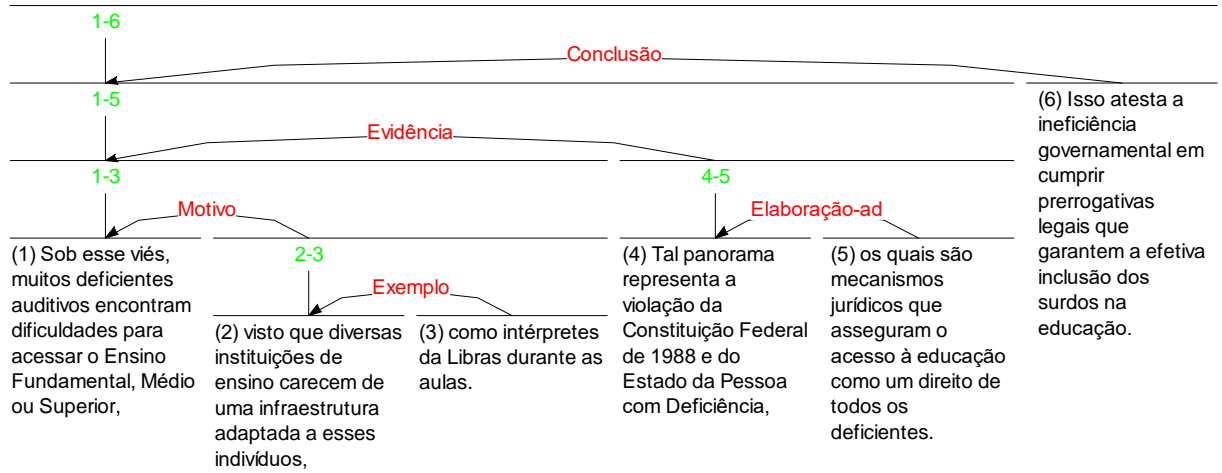 1-6
Conclusão
1-5
Evidência
1-3
4-5
Motivo
Elaboração-ad
(1) Sob esse viés,
muitos deficientes
auditivos encontram
dificuldades para
acessar o Ensino
Fundamental, Médio
ou Superior,
2-3
Exemplo
(2) visto que diversas
instituições de
ensino carecem de
uma infraestrutura
adaptada a esses
indivíduos,
(3) como intérpretes
da Libras durante as
aulas.
(4) Tal panorama
representa a
violação da
Constituição Federal
de 1988 e do
Estado da Pessoa
com Deficiência,
(5) os quais são
mecanismos
jurídicos que
asseguram o
acesso à educação
como um direito de
todos os
deficientes.
(6) Isso atesta a
ineficiência
governamental em
cumprir
prerrogativas
legais que
garantem a efetiva
inclusão dos
surdos na
educação.